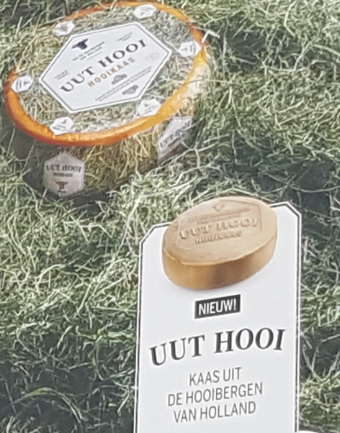 UUT HOOI
HOOIKAAS
UUT HOOI
UUT HOOI
HOOIKAAS
NIEUW!
UUT HOOI
KAAS UIT
DE HOOIBERGEN
VAN HOLLAND